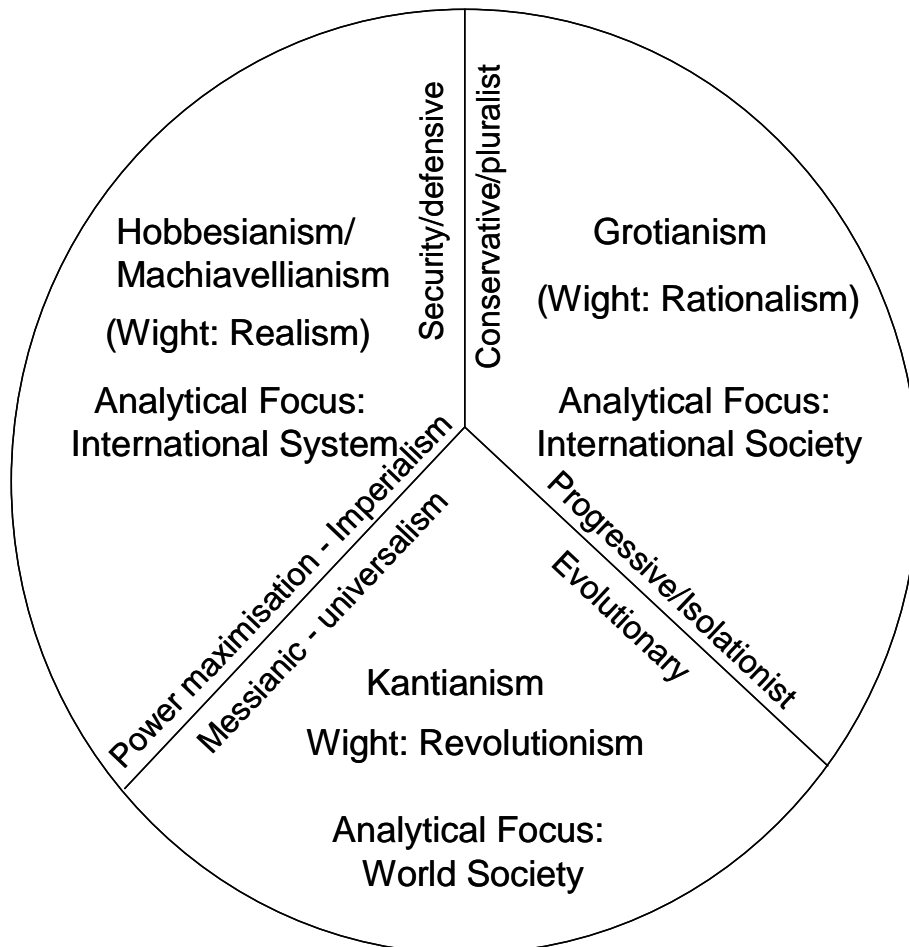 Security/defensive
Conservative/pluralist
Hobbesianism/
Machiavellianism
(Wight: Realism)
Analytical Focus:
International System
Grotianism
(Wight: Rationalism)
Analytical Focus:
International Society
Power maximisation - Imperialism
Messianic - universalism
Progressive/Isolationist
Evolutionary
Kantianism
Wight: Revolutionism
Analytical Focus:
World Society